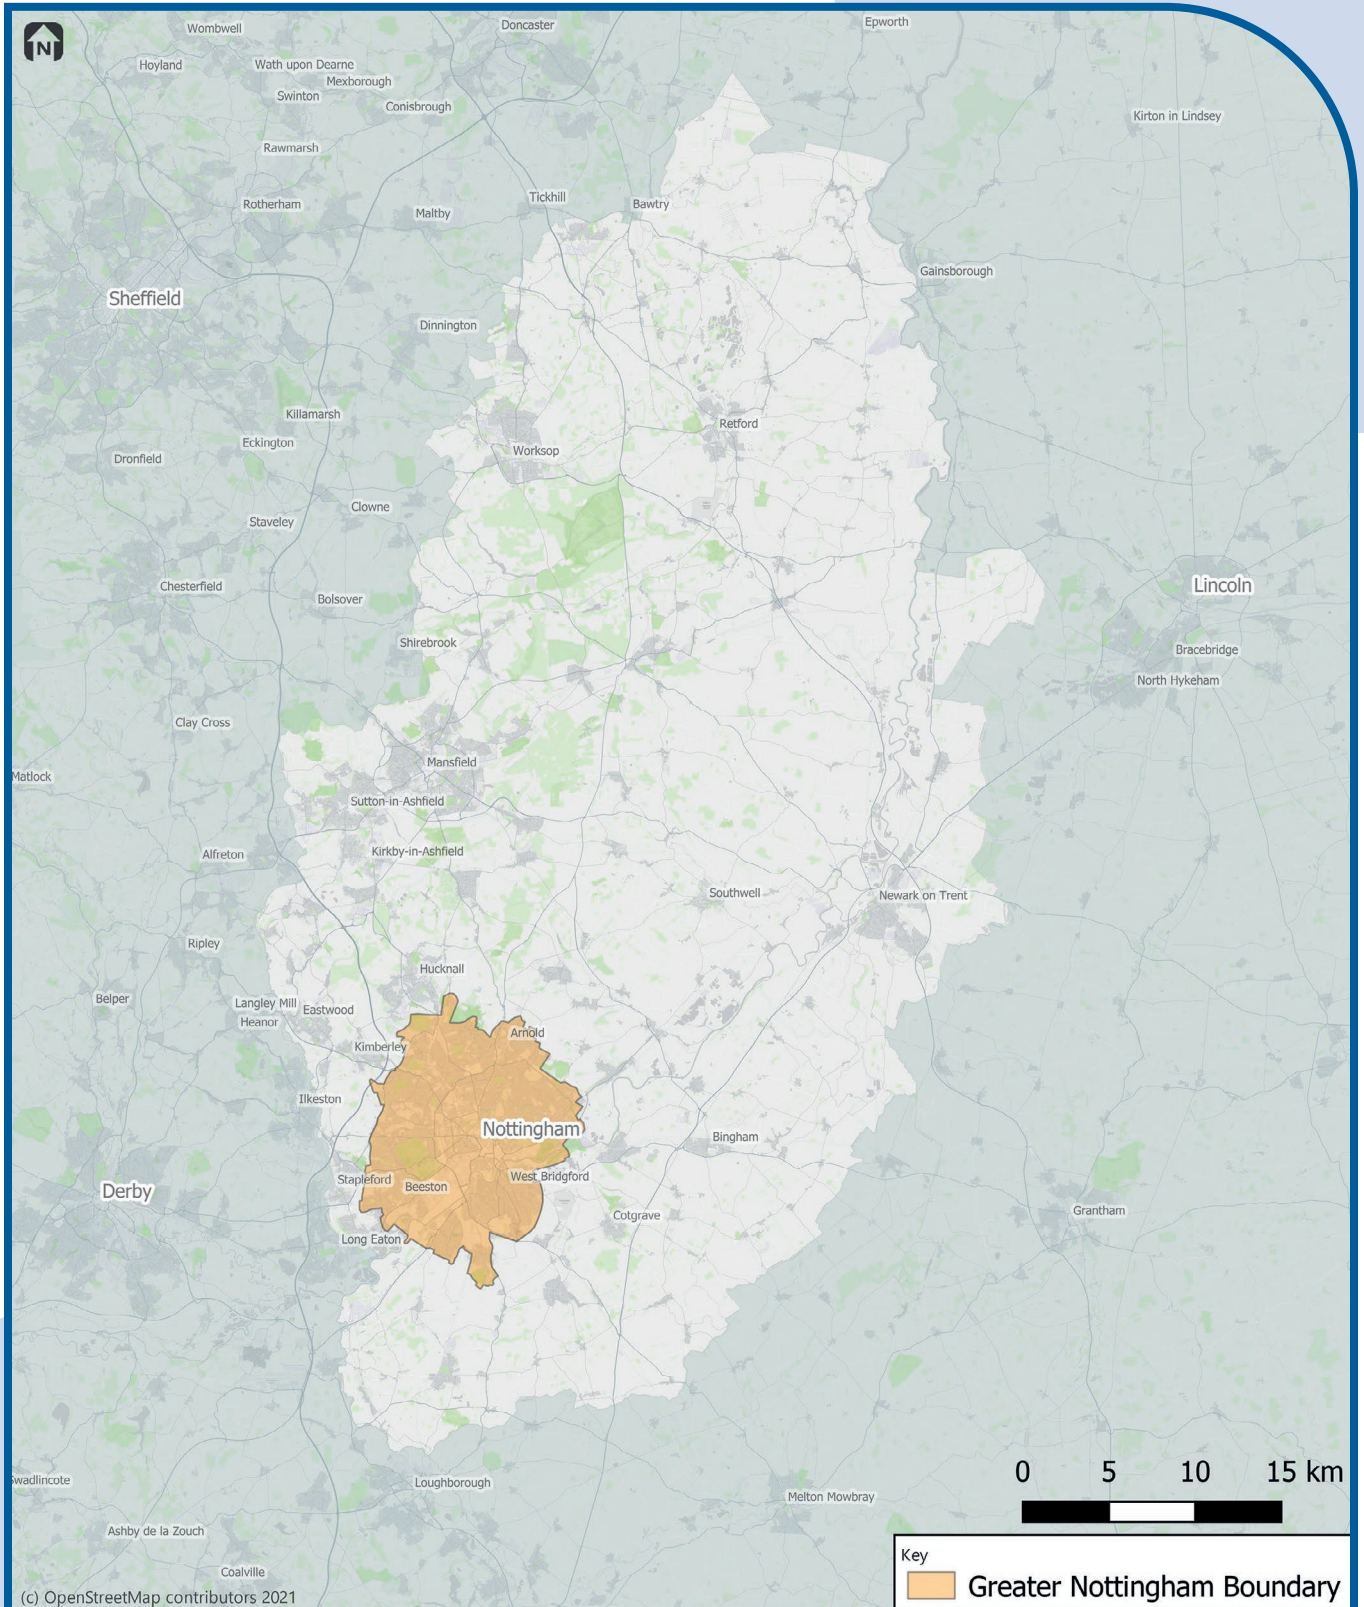 N
Wombwell
Doncaster
Epworth
Hoyland
Wath upon Dearne
Mexborough
Swinton
Conisbrough
Kirton in Lindsey
Rawmarsh
Tickhill
Bawtry
Rotherham
Maltby
Gainsborough
Sheffield
Dinnington
Killamarsh
Retford
Eckington
Worksop
Dronfield
Clowne
Staveley
Chesterfield
Lincoln
Bolsover
Shirebrook
Bracebridge
North Hykeham
Clay Cross
Mansfield
Matlock
Sutton-in-Ashfield
Kirkby-in-Ashfield
Alfreton
Southwell
Newark on Trent
Ripley
Hucknall
Belper
Langley Mill
Eastwood
Heanor
Arnold
Kimberley
Ilkeston
Nottingham
Bingham
West Bridgford
Stapleford
Beeston
Derby
Cotgrave
Grantham
Long Eaton
Swadlincote
Loughborough
Melton Mowbray
Ashby de la Zouch
Coalville
0 5 10 15 km
Key
Greater Nottingham Boundary
(c) OpenStreetMap contributors 2021